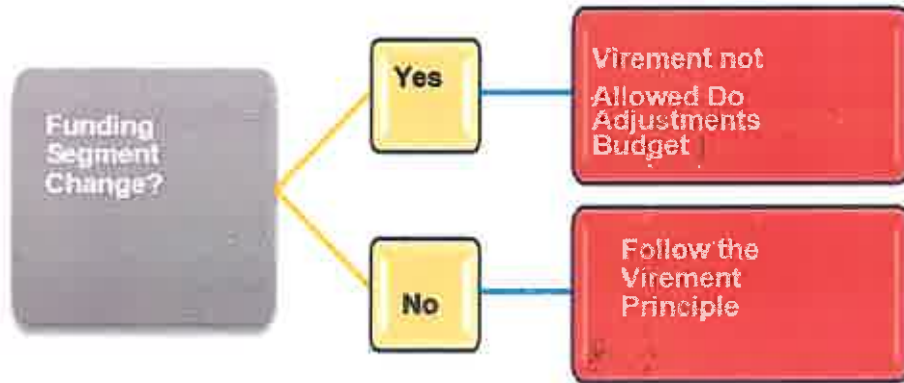 Funding
Segment
Change?
Yes
Virement not
Allowed Do
Adjustments
Budget
No
Follow the
Virement
Principle